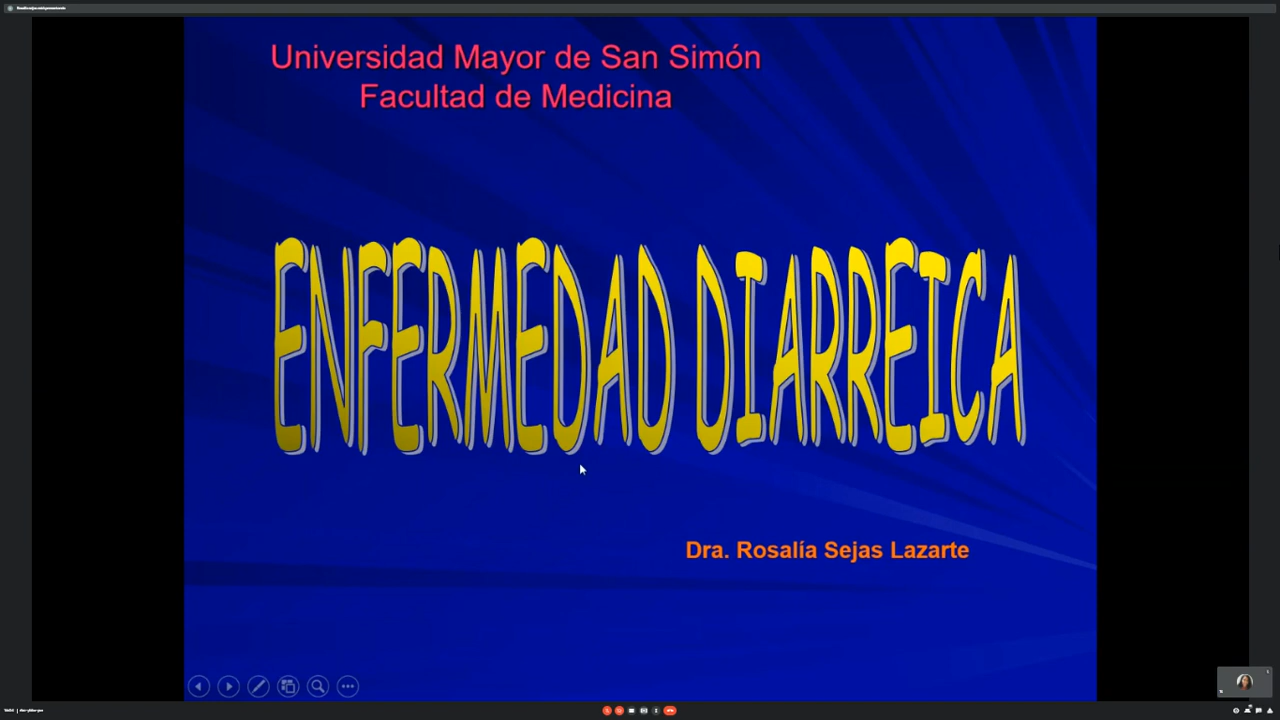 Universidad Mayor de San Simón
Facultad de Medicina
ENFERMEDAD DIARREICA
Dra. Rosalía Sejas Lazarte